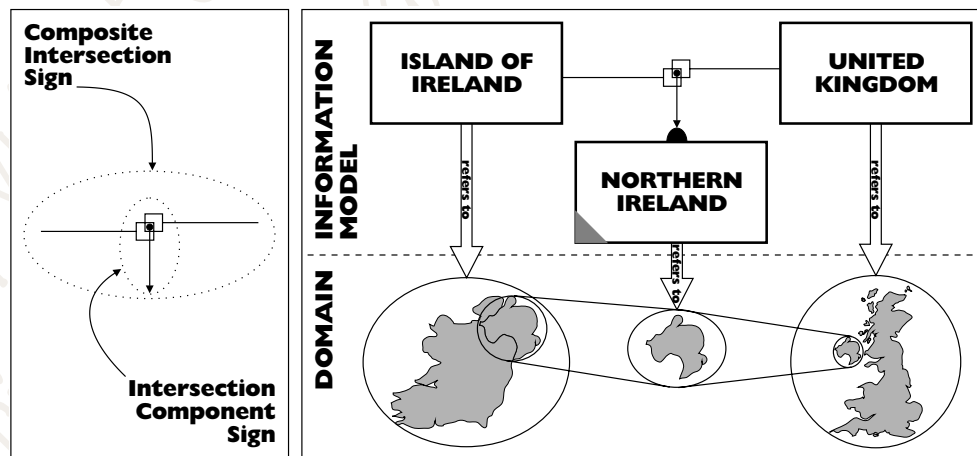 Composite
Intersection
Sign
Intersection
Component
Sign
INFORMATION
MODEL
DOMAIN
ISLAND OF
IRELAND
UNITED
KINGDOM
NORTHERN
IRELAND
refers to
refers to
refers to